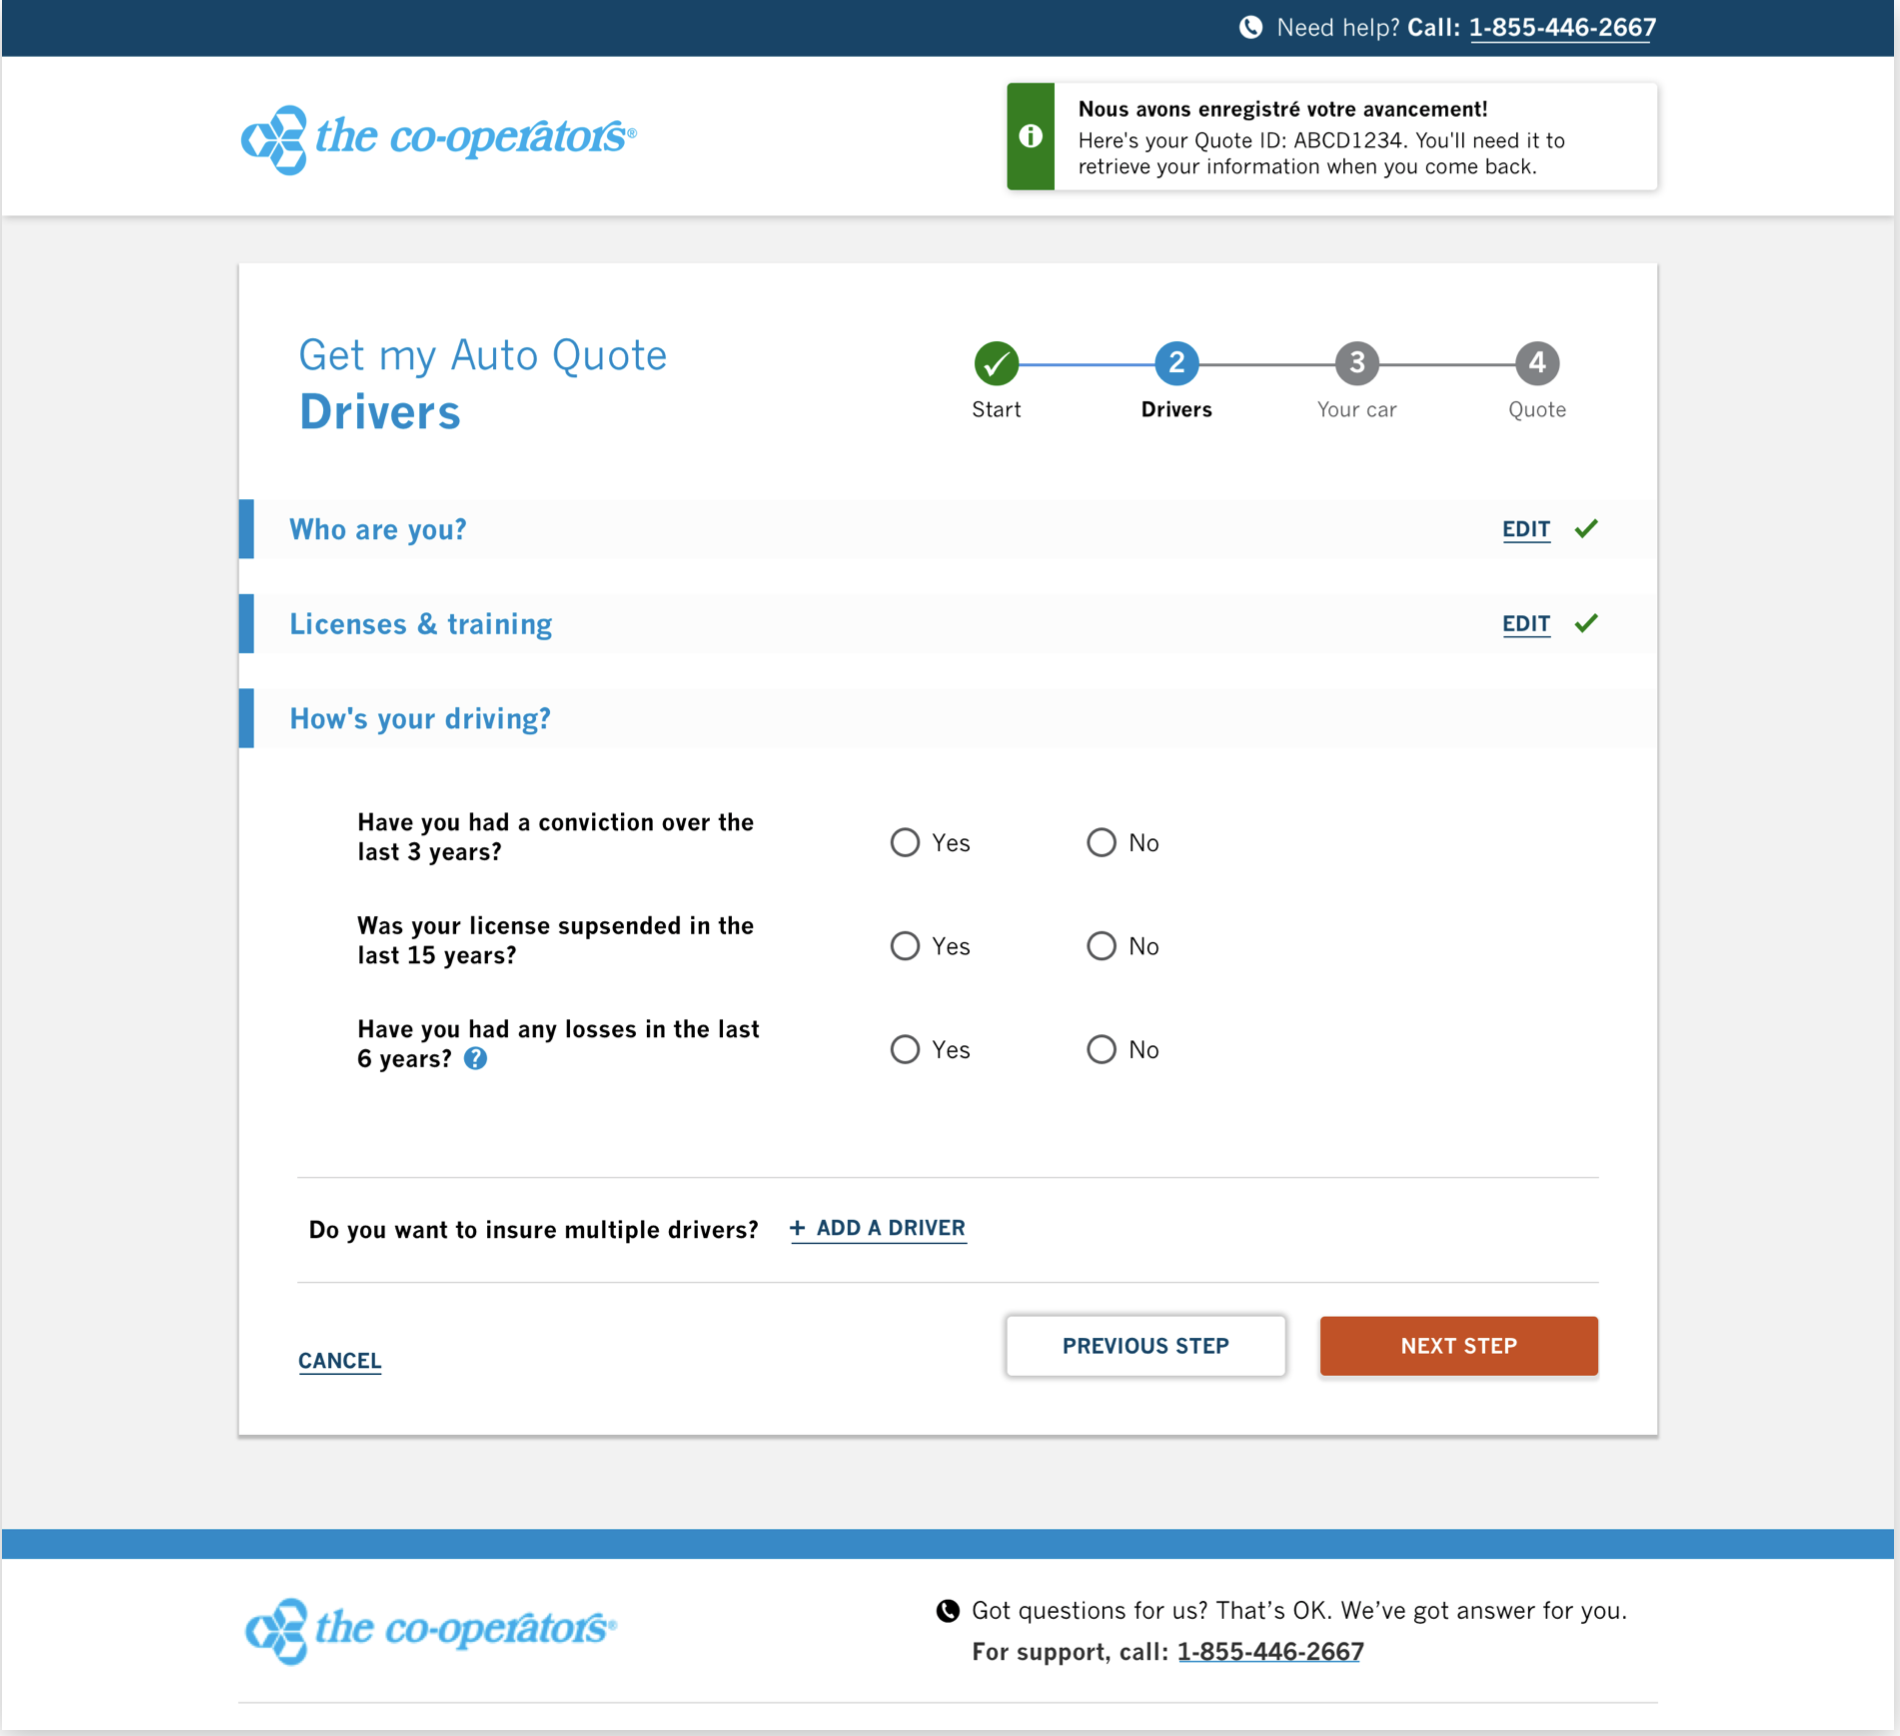 Need help? Call: 1-855-446-2667
the co-operators®
Nous avons enregistré votre avancement!
Here's your Quote ID: ABCD1234. You'll need it to
retrieve your information when you come back.
Get my Auto Quote
Drivers
2
3
4
Start
Drivers
Your car
Quote
Who are you?
EDIT
Licenses & training
EDIT
How's your driving?
Have you had a conviction over the
last 3 years?
Yes
No
Was your license supsended in the
last 15 years?
Yes
No
Have you had any losses in the last
6 years? ?
Yes
No
Do you want to insure multiple drivers?
+ ADD A DRIVER
CANCEL
PREVIOUS STEP
NEXT STEP
the co-operators®
Got questions for us? That's OK. We've got answer for you.
For support, call: 1-855-446-2667